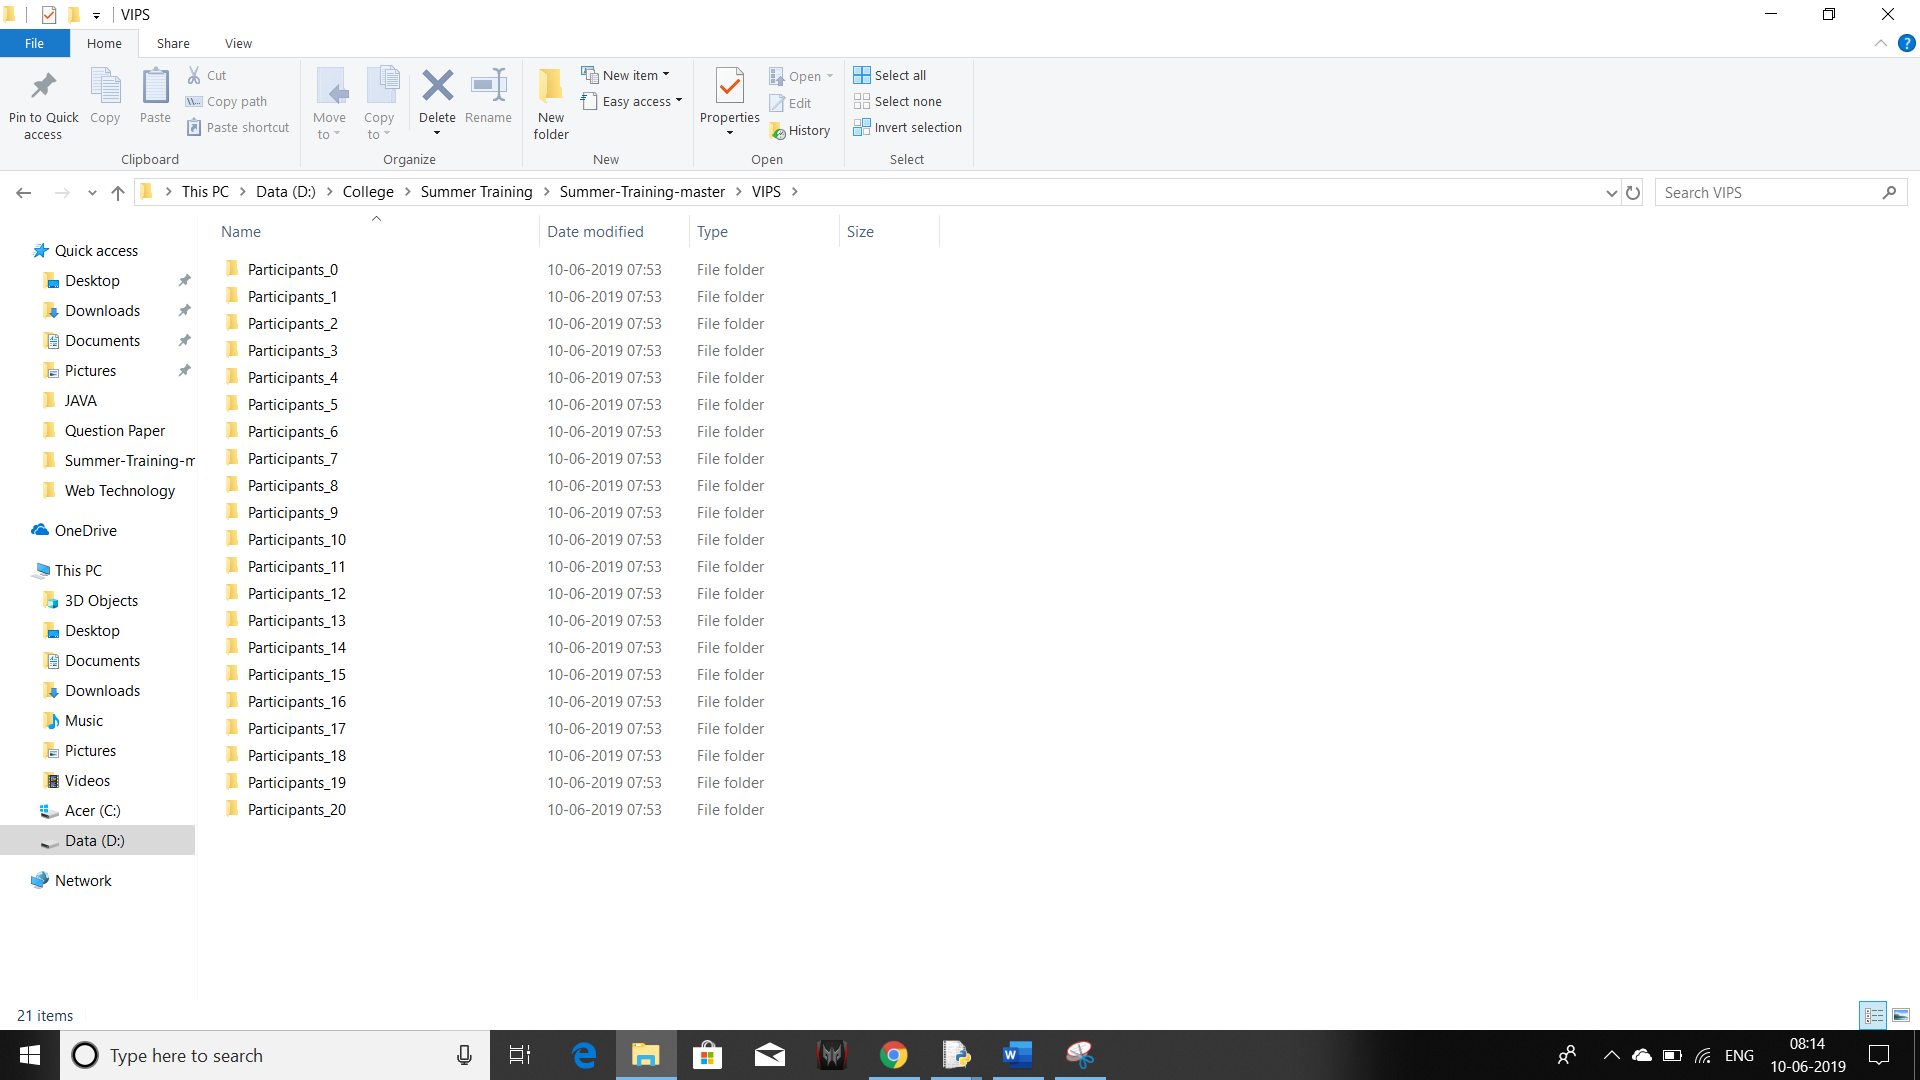 VIPS
File Home Share View
Pin to Quick access
Copy
Paste
Cut
Copy path
Paste shortcut
Clipboard
Move to
Copy to
Delete
Rename
Organize
New folder
New item
Easy access
New
Properties
Open
Edit
History
Open
Select all
Select none
Invert selection
Select
This PC Data (D:) College Summer Training Summer-Training-master VIPS
Search VIPS
Quick access
Desktop
Downloads
Documents
Pictures
JAVA
Question Paper
Summer-Training-m
Web Technology
OneDrive
This PC
3D Objects
Desktop
Documents
Downloads
Music
Pictures
Videos
Acer (C:)
Data (D:)
Network
Name Date modified Type Size
Participants_0 10-06-2019 07:53 File folder
Participants_1 10-06-2019 07:53 File folder
Participants_2 10-06-2019 07:53 File folder
Participants_3 10-06-2019 07:53 File folder
Participants_4 10-06-2019 07:53 File folder
Participants_5 10-06-2019 07:53 File folder
Participants_6 10-06-2019 07:53 File folder
Participants_7 10-06-2019 07:53 File folder
Participants_8 10-06-2019 07:53 File folder
Participants_9 10-06-2019 07:53 File folder
Participants_10 10-06-2019 07:53 File folder
Participants_11 10-06-2019 07:53 File folder
Participants_12 10-06-2019 07:53 File folder
Participants_13 10-06-2019 07:53 File folder
Participants_14 10-06-2019 07:53 File folder
Participants_15 10-06-2019 07:53 File folder
Participants_16 10-06-2019 07:53 File folder
Participants_17 10-06-2019 07:53 File folder
Participants_18 10-06-2019 07:53 File folder
Participants_19 10-06-2019 07:53 File folder
Participants_20 10-06-2019 07:53 File folder
21 items
Type here to search
ENG
08:14
10-06-2019